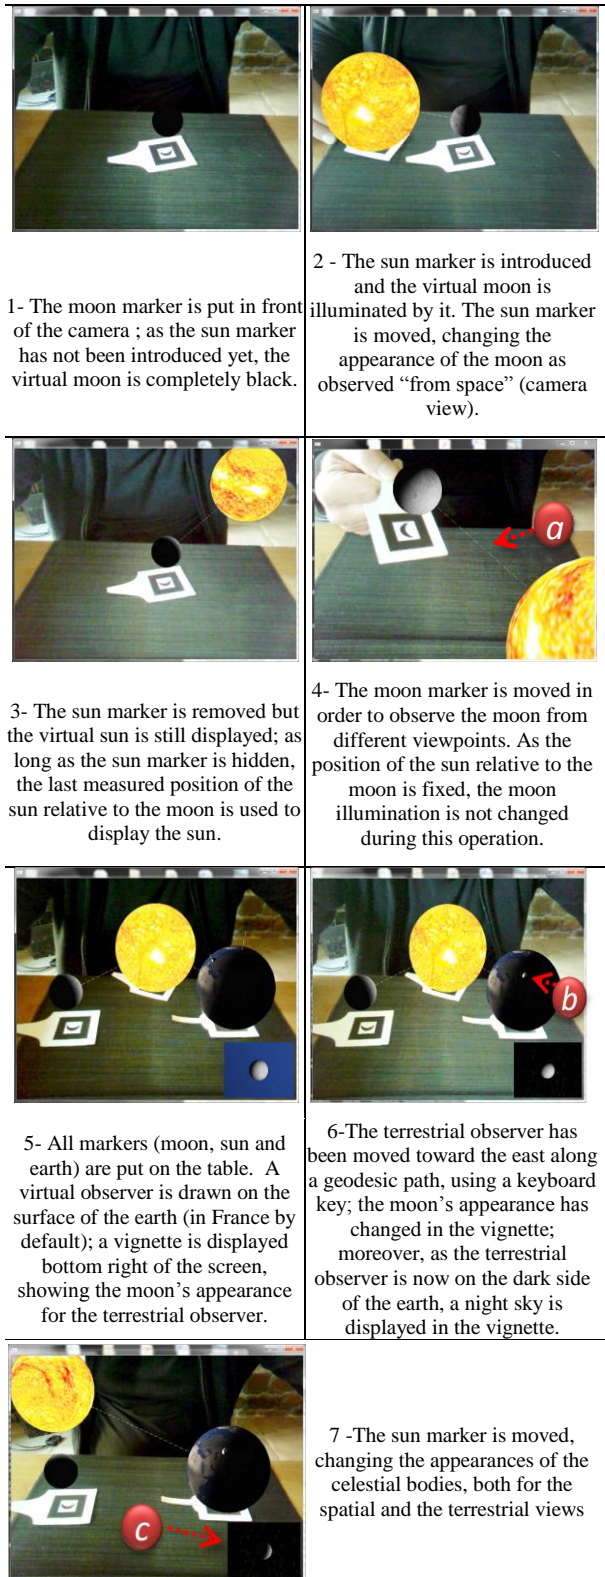 1- The moon marker is put in front
of the camera ; as the sun marker
has not been introduced yet, the
virtual moon is completely black.
2 - The sun marker is introduced
and the virtual moon is
illuminated by it. The sun marker
is moved, changing the
appearance of the moon as
observed “from space” (camera
view).
a
3- The sun marker is removed but
the virtual sun is still displayed; as
long as the sun marker is hidden,
the last measured position of the
sun relative to the moon is used to
display the sun.
4- The moon marker is moved in
order to observe the moon from
different viewpoints. As the
position of the sun relative to the
moon is fixed, the moon
illumination is not changed
during this operation.
b
5- All markers (moon, sun and
earth) are put on the table.  A
virtual observer is drawn on the
surface of the earth (in France by
default); a vignette is displayed
bottom right of the screen,
showing the moon’s appearance
for the terrestrial observer.
6-The terrestrial observer has
been moved toward the east along
a geodesic path, using a keyboard
key; the moon’s appearance has
changed in the vignette;
moreover, as the terrestrial
observer is now on the dark side
of the earth, a night sky is
displayed in the vignette.
c
7 -The sun marker is moved,
changing the appearances of the
celestial bodies, both for the
spatial and the terrestrial views